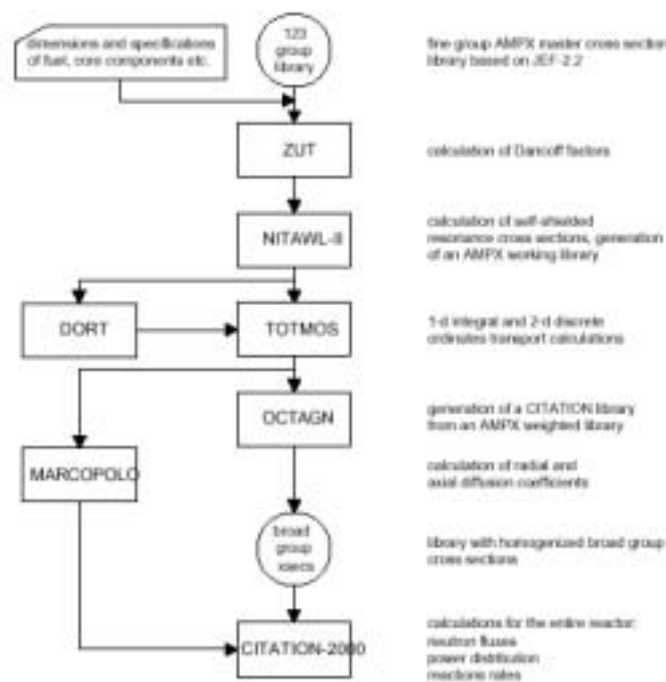 dimensions and specifications
of fuel, core components etc.
123
group
library
fine group AMPX master cross section
library based on JEF-2.2
ZUT
calculation of Dancoff factors
NITAWL-II
calculation of self-shielded
resonance cross sections, generation
of an AMPX working library
DORT
TOTMOS
1-d integral and 2-d discrete
ordinates transport calculations
OCTAGN
generation of a CITATION library
from an AMPX weighted library
MARCOPOLO
calculation of radial and
axial diffusion coefficients
broad
group
xsecs
library with homogenized broad group
cross sections
CITATION-2000
calculations for the entire reactor:
neutron fluxes
power distribution
reactions rates